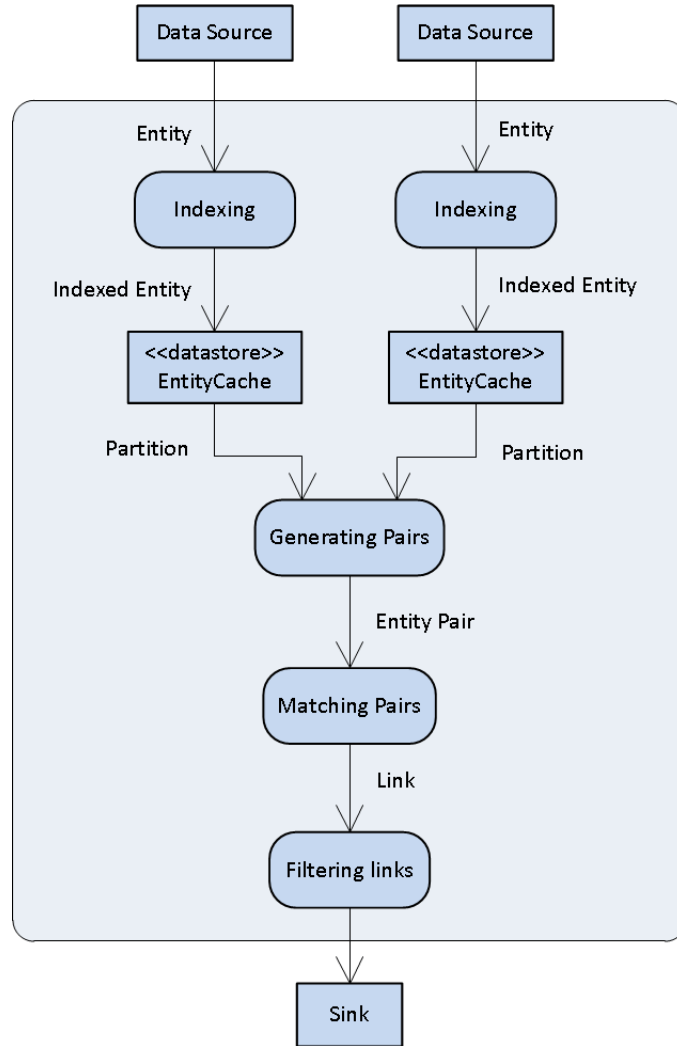 Data Source
Data Source
Entity
Entity
Indexing
Indexing
Indexed Entity
Indexed Entity
<<datastore>>
EntityCache
<<datastore>>
EntityCache
Partition
Partition
Generating Pairs
Entity Pair
Matching Pairs
Link
Filtering links
Sink